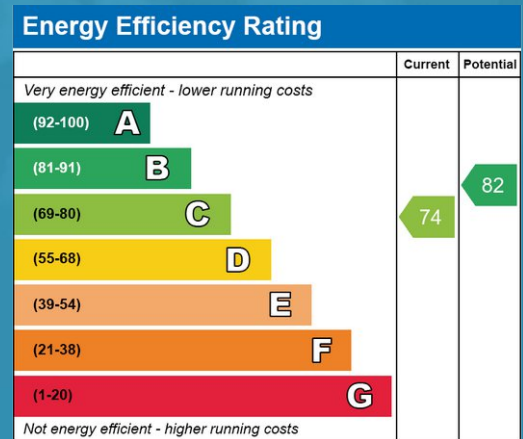 Energy Efficiency Rating
Current Potential
Very energy efficient - lower running costs
(92-100) A
(81-91) B
82
(69-80) C
74
(55-68) D
(39-54) E
(21-38) F
(1-20) G
Not energy efficient - higher running costs